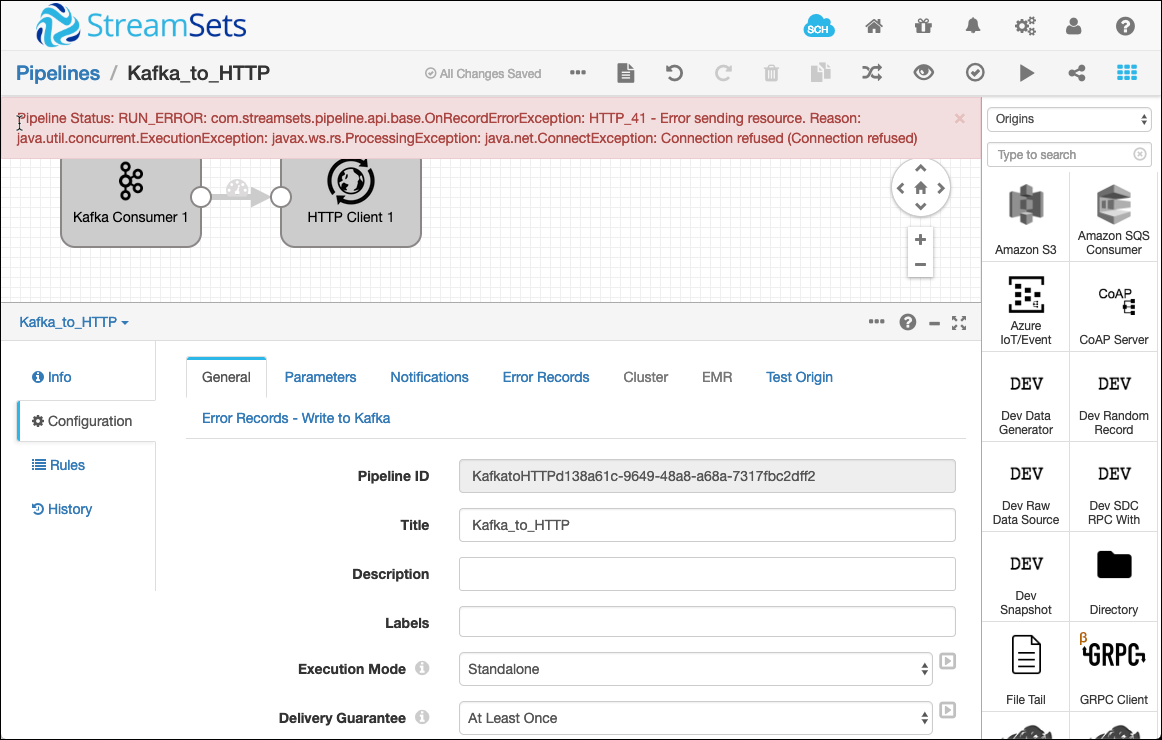 StreamSets
SCH
Pipelines / Kafka_to_HTTP
All Changes Saved
Pipeline Status: RUN_ERROR: com.streamsets.pipeline.api.base.OnRecordErrorException: HTTP_41 - Error sending resource. Reason:
java.util.concurrent.ExecutionException: javax.ws.rs.ProcessingException: java.net.ConnectException: Connection refused (Connection refused)
Kafka Consumer 1
HTTP Client 1
Kafka_to_HTTP
Info
Configuration
Rules
History
General Parameters Notifications Error Records Cluster EMR Test Origin
Error Records - Write to Kafka
Pipeline ID KafkatoHTTPd138a61c-9649-48a8-a68a-7317fbc2dff2
Title Kafka_to_HTTP
Description
Labels
Execution Mode Standalone
Delivery Guarantee At Least Once
Origins
Type to search
Amazon S3
Amazon SQS
Consumer
Azure
IoT/Event
CoAP
CoAP Server
DEV
Dev Data
Generator
DEV
Dev Random
Record
DEV
Dev Raw
Data Source
DEV
Dev SDC
RPC With
DEV
Dev
Snapshot
Directory
File Tail
β
GRPC
GRPC Client